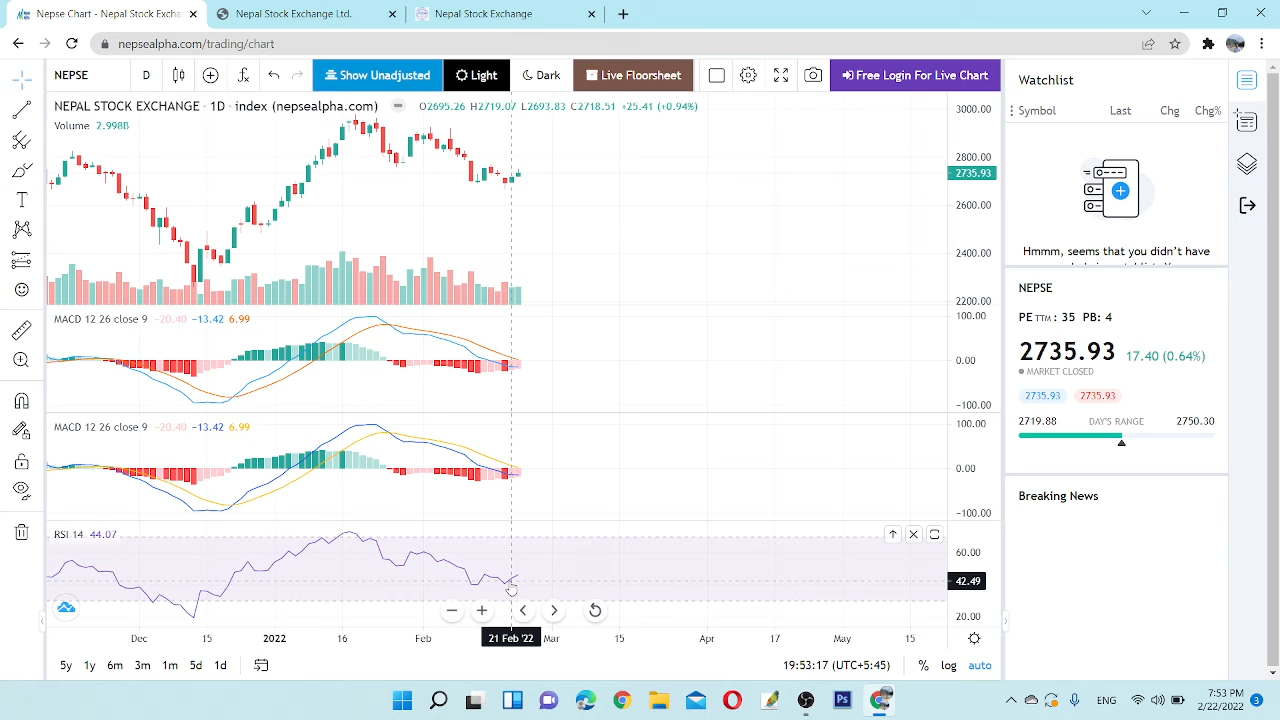 Nepse Chart - Nepal Stock Exchan
Nepal Stock Exchange Ltd.
Nepal Stock Exchange
nepsealpha.com/trading/chart
NEPSE D Show Unadjusted Light Dark Live Floorsheet Free Login For Live Chart
NEPAL STOCK EXCHANGE · 1D · index (nepsealpha.com) O2695.26 H2719.07 L2693.83 C2718.51 +25.41 (+0.94%)
Volume 2.998B
3000.00
2800.00
2735.93
2600.00
2400.00
2200.00
MACD 12 26 close 9 −20.40 −13.42 6.99
100.00
0.00
−100.00
MACD 12 26 close 9 −20.40 −13.42 6.99
100.00
0.00
−100.00
RSI 14 44.07
60.00
42.49
20.00
Dec 15 2022 16 Feb 21 Feb '22 Mar 15 Apr 17 May 15
5y 1y 6m 3m 1m 5d 1d
19:53:17 (UTC+5:45) % log auto
Watchlist
Symbol Last Chg Chg%
Hmmm, seems that you didn't have
NEPSE
PE TTM : 35 PB: 4
2735.93 17.40 (0.64%)
MARKET CLOSED
2735.93 2735.93
2719.88 DAY'S RANGE 2750.30
Breaking News
Ps
ENG
7:53 PM
2/22/2022
3